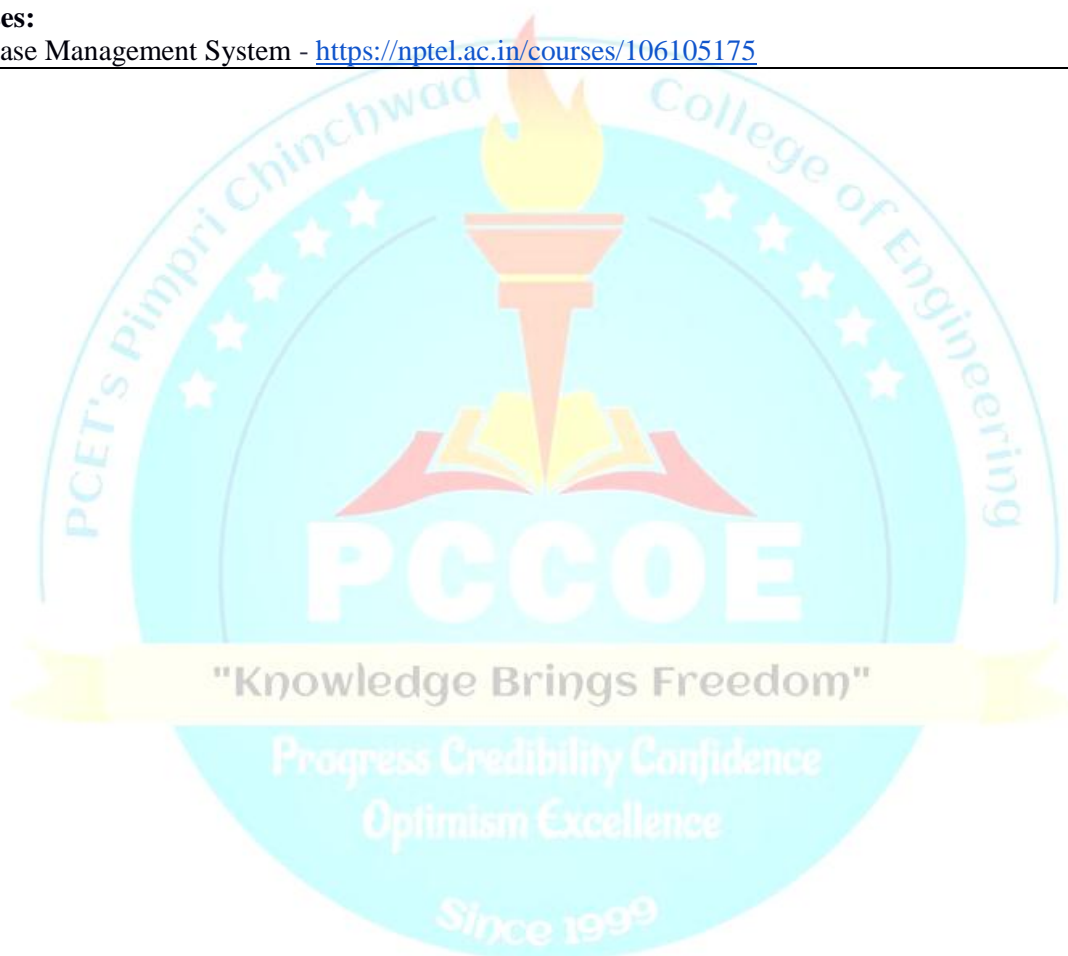 es:
ase Management System - https://nptel.ac.in/courses/106105175
PCET's Pimpri Chinchwad College of Engineering
PCCOE
"Knowledge Brings Freedom"
Progress Credibility Confidence
Optimism Excellence
Since 1999